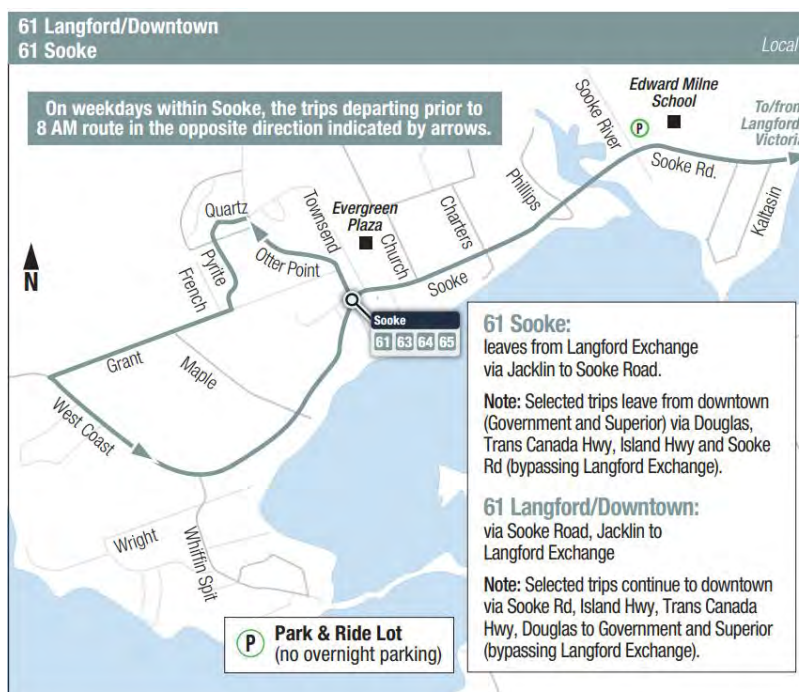 61 Langford/Downtown
61 Sooke
Local
On weekdays within Sooke, the trips departing prior to
8 AM route in the opposite direction indicated by arrows.
Edward Milne
School
Sooke River
P
To/from
Langford
Victoria
Sooke Rd.
Kaltasin
Phillips
Charters
Church
Sooke
Evergreen
Plaza
Townsend
Quartz
Otter Point
Pyrite
French
N
Sooke
61 63 64 65
Grant
Maple
West Coast
Wright
Whiffin Spit
61 Sooke:
leaves from Langford Exchange
via Jacklin to Sooke Road.
Note: Selected trips leave from downtown
(Government and Superior) via Douglas,
Trans Canada Hwy, Island Hwy and Sooke
Rd (bypassing Langford Exchange).
61 Langford/Downtown:
via Sooke Road, Jacklin to
Langford Exchange
Note: Selected trips continue to downtown
via Sooke Rd, Island Hwy, Trans Canada
Hwy, Douglas to Government and Superior
(bypassing Langford Exchange).
P Park & Ride Lot
(no overnight parking)